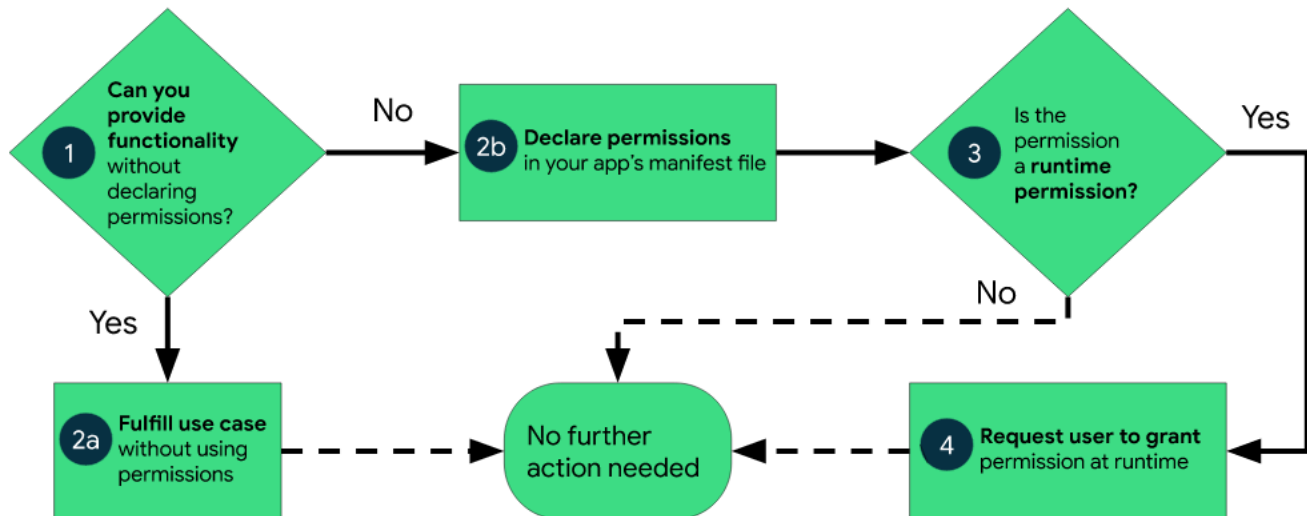 1
Can you
provide
functionality
without
declaring
permissions?
No
2b
Declare permissions
in your app's manifest file
3
Is the
permission
a runtime
permission?
Yes
Yes
No
2a
Fulfill use case
without using
permissions
No further
action needed
4
Request user to grant
permission at runtime